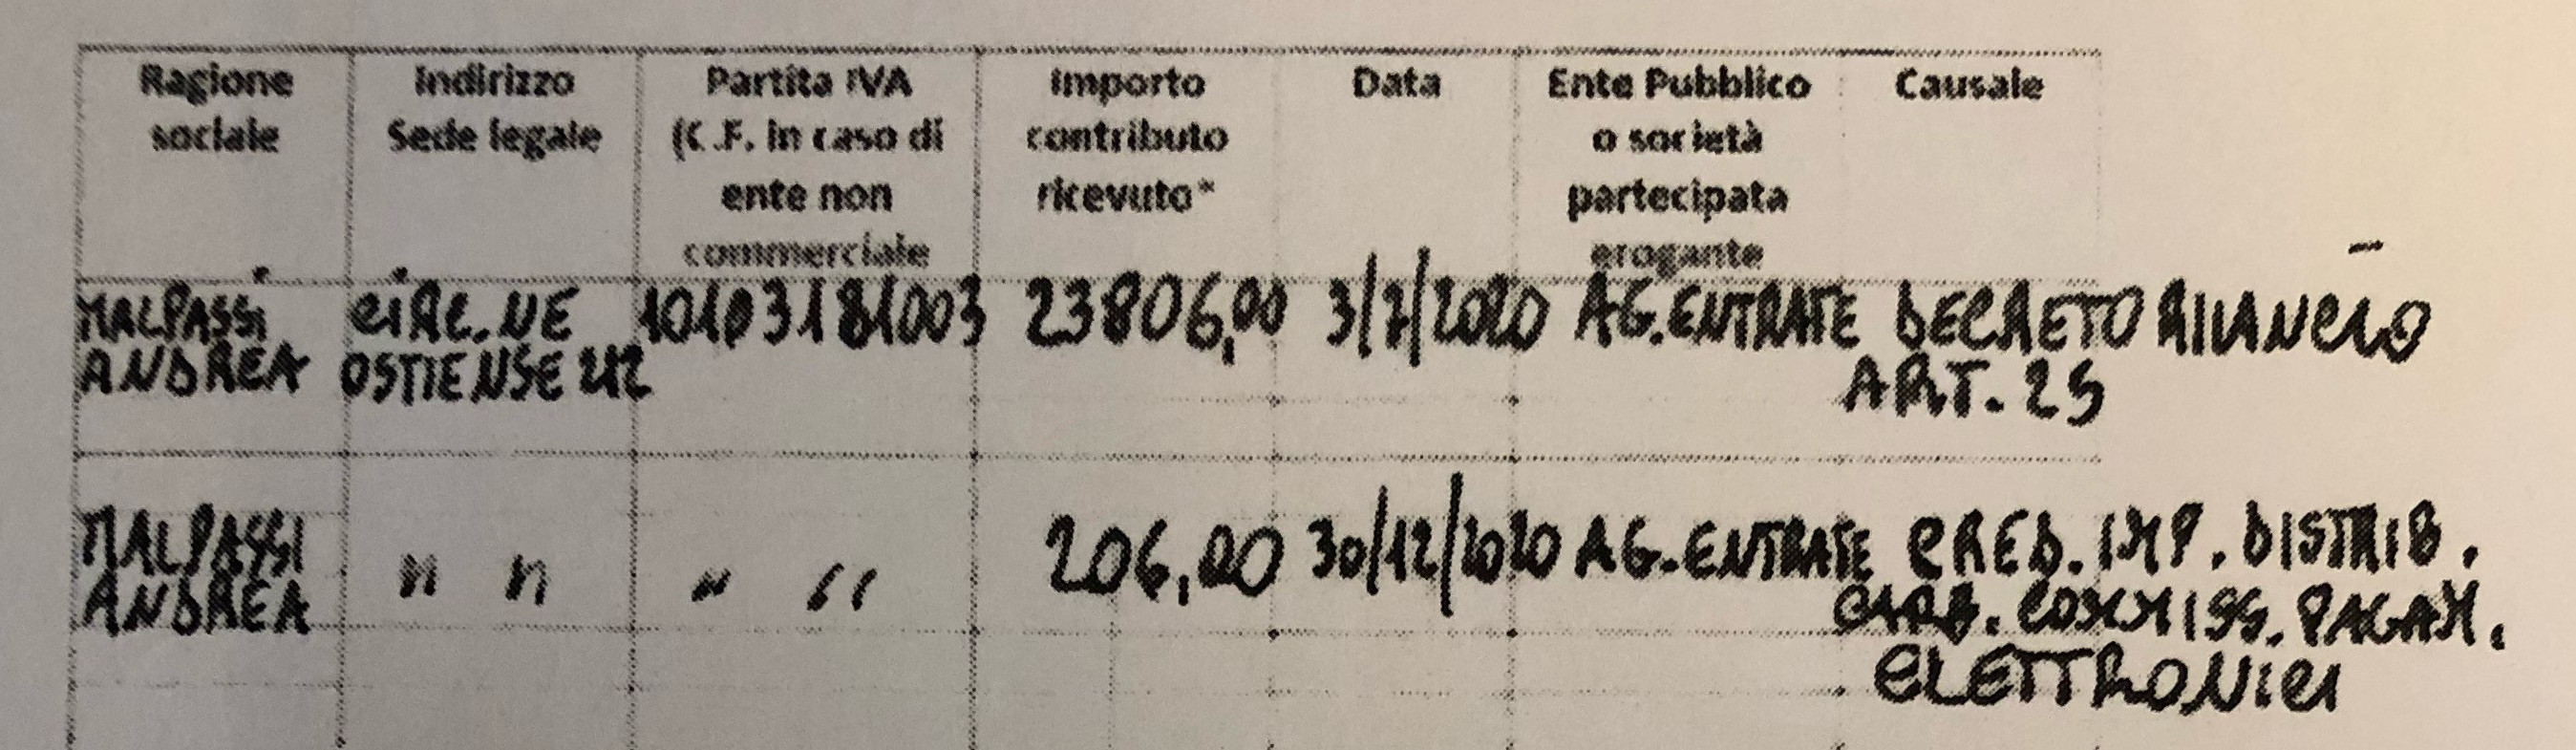 Ragione sociale
Indirizzo Sede legale
Partita IVA (C.F. in caso di ente non commerciale
Importo contributo ricevuto*
Data
Ente Pubblico o società partecipata erogante
Causale
MALPASSI ANDREA
CIRC.NE OSTIENSE
23806,00
3/7/2020
AG.ENTRATE
DECRETO RILANCIO
ART. 25
MALPASSI ANDREA
" "
" "
206,00
30/12/2020
AG.ENTRATE
CRED. IMP. DISTRIB.
CARB. COMMISS. PAGAM.
ELETTRONICI